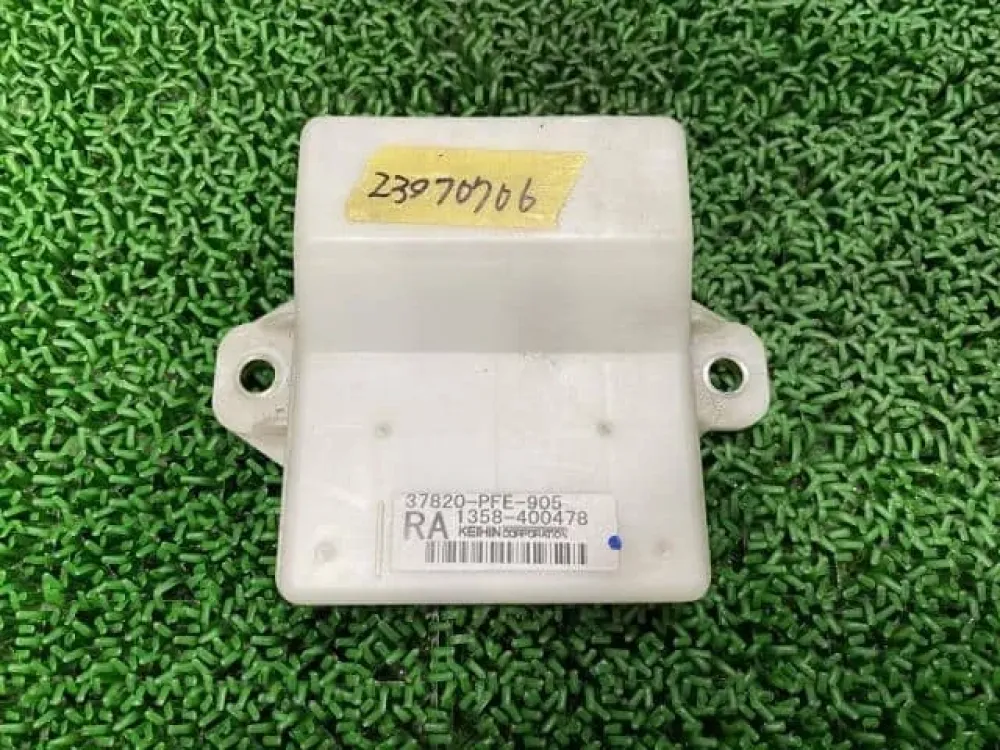 23070706
37820-PFE-905
RA 1358-400478
KEIHIN CORPORATION